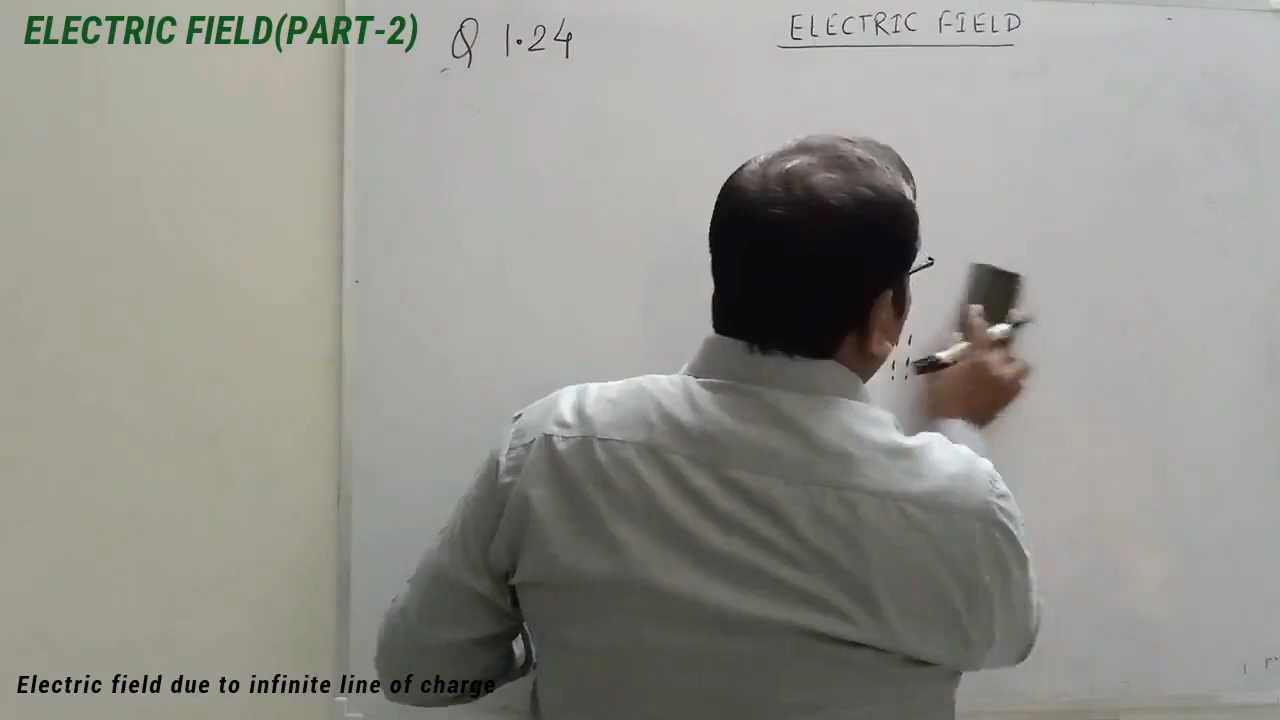 ELECTRIC FIELD(PART-2)
Q 1.24
ELECTRIC FIELD
Electric field due to infinite line of charge